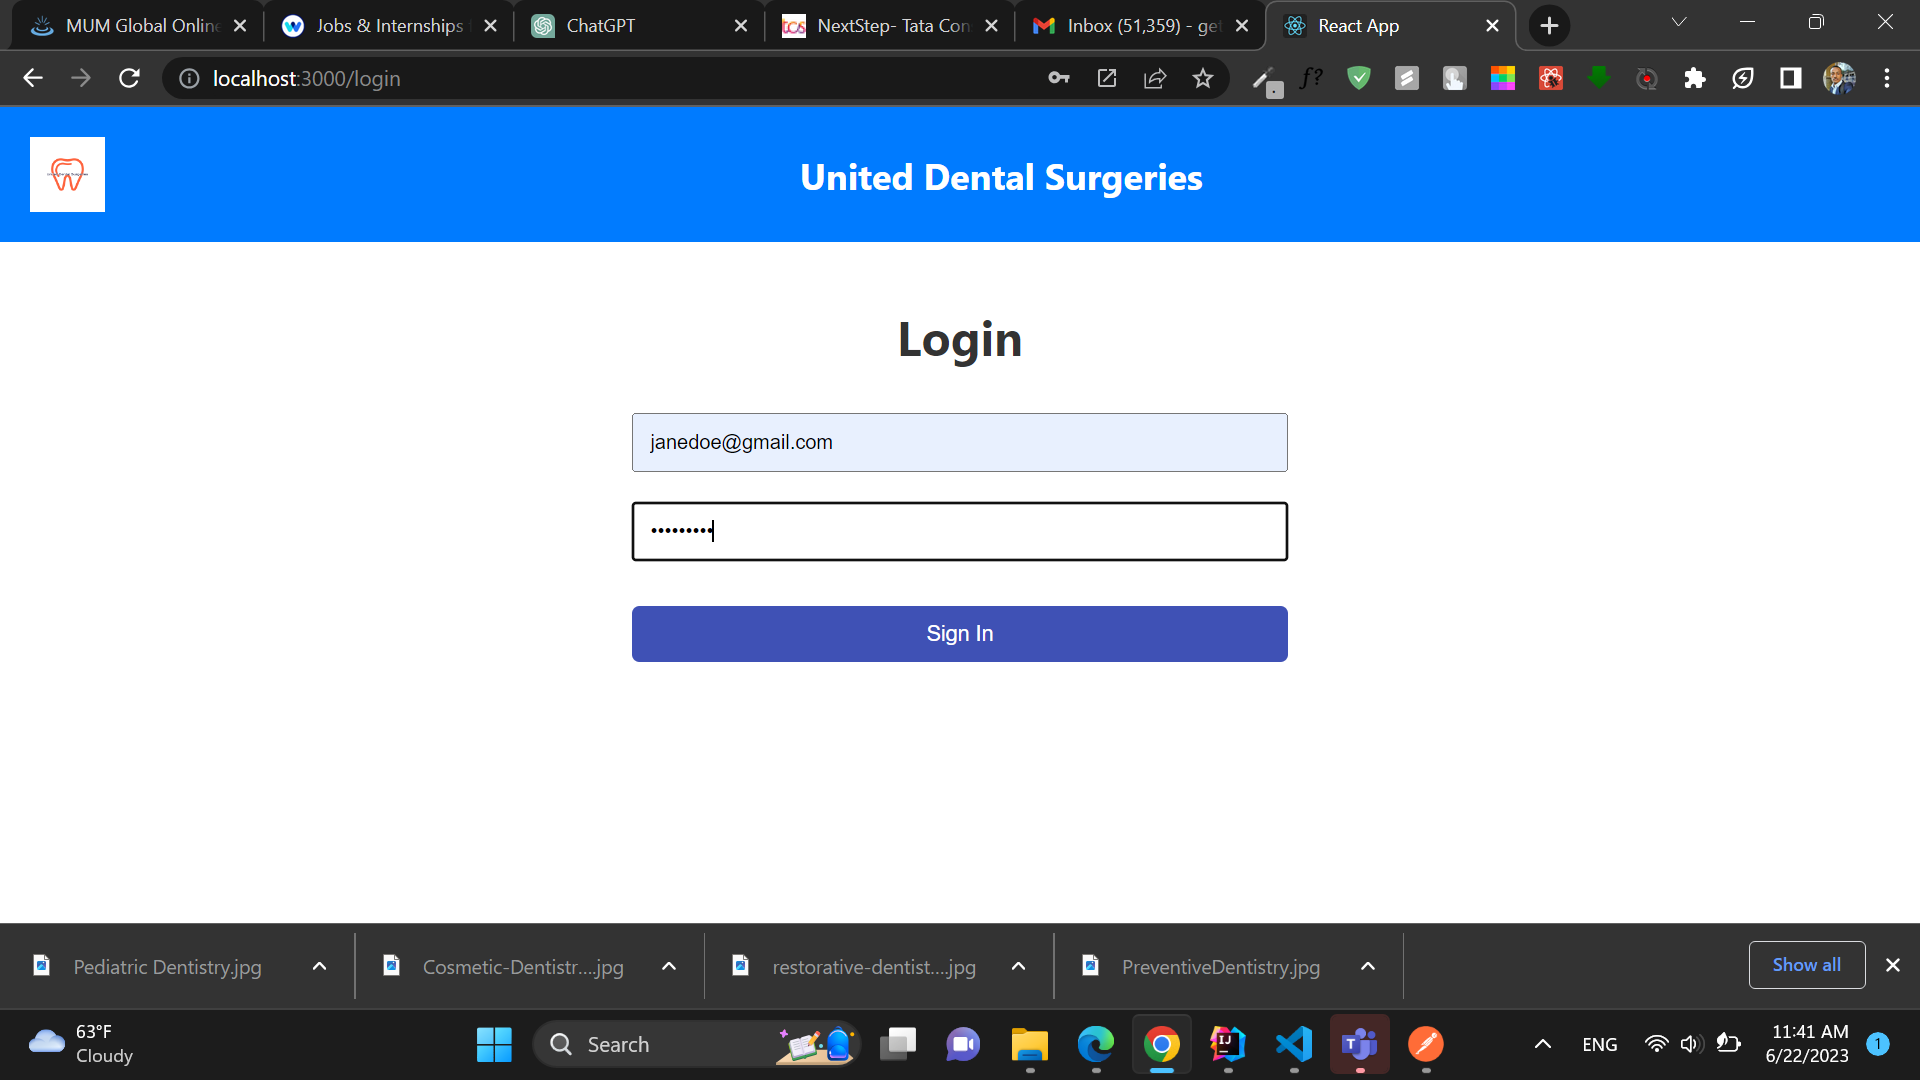 MUM Global Online
Jobs & Internships
ChatGPT
NextStep- Tata Con
Inbox (51,359) - get
React App
localhost:3000/login
f?
United Dental Surgeries
Login
janedoe@gmail.com
•••••••••
Sign In
Pediatric Dentistry.jpg
Cosmetic-Dentistr....jpg
restorative-dentist....jpg
PreventiveDentistry.jpg
Show all
63°F
Cloudy
Search
ENG
11:41 AM
6/22/2023
1